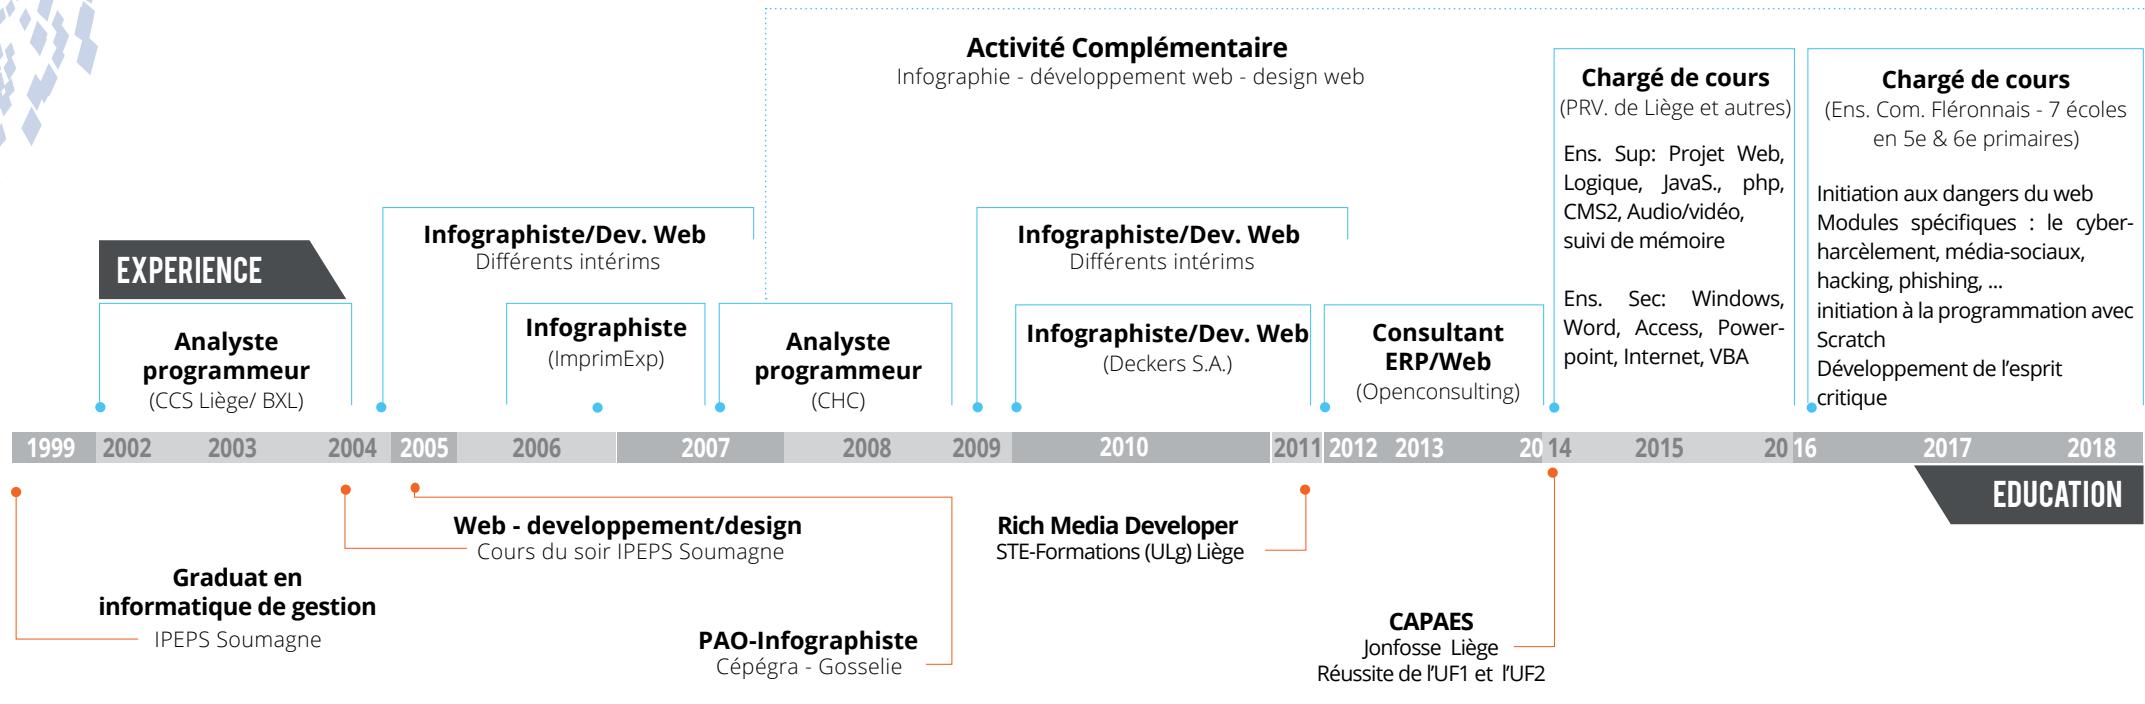 Activité Complémentaire
Infographie - développement web - design web
Chargé de cours
(PRV. de Liège et autres)
Ens. Sup: Projet Web,
Logique, JavaS., php,
CMS2, Audio/vidéo,
suivi de mémoire
Ens. Sec: Windows,
Word, Access, Power-
point, Internet, VBA
Chargé de cours
(Ens. Com. Fléronnais - 7 écoles
en 5e & 6e primaires)
Initiation aux dangers du web
Modules spécifiques : le cyber-
harcèlement, média-sociaux,
hacking, phishing, ...
initiation à la programmation avec
Scratch
Développement de l'esprit
critique
EXPERIENCE
Infographiste/Dev. Web
Différents intérims
Infographiste/Dev. Web
Différents intérims
Analyste
programmeur
(CCS Liège/ BXL)
Infographiste
(ImprimExp)
Analyste
programmeur
(CHC)
Infographiste/Dev. Web
(Deckers S.A.)
Consultant
ERP/Web
(Openconsulting)
1999 2002 2003 2004 2005 2006 2007 2008 2009 2010 2011 2012 2013 2014 2015 2016 2017 2018
EDUCATION
Graduat en
informatique de gestion
IPEPS Soumagne
Web - developpement/design
Cours du soir IPEPS Soumagne
PAO-Infographiste
Cépégra - Gosselie
Rich Media Developer
STE-Formations (ULg) Liège
CAPAES
Jonfosse Liège
Réussite de l'UF1 et l'UF2